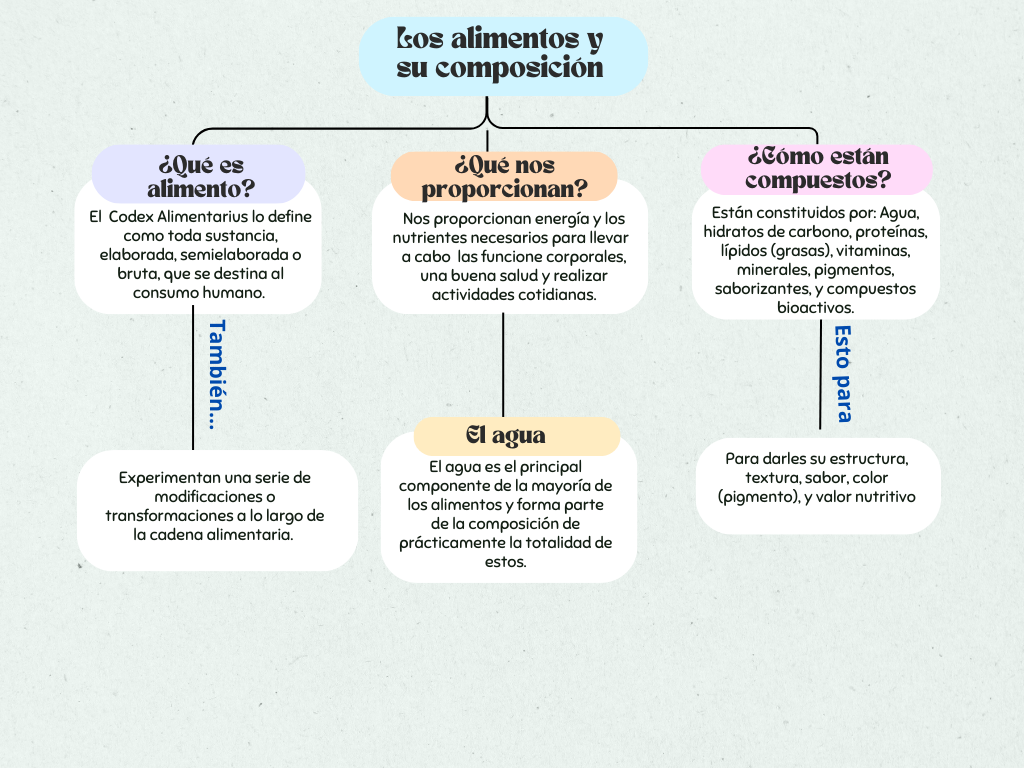 Los alimentos y
su composición
¿Qué es
alimento?
El  Codex Alimentarius lo define
como toda sustancia,
elaborada, semielaborada o
bruta, que se destina al
consumo humano.
También...
Experimentan una serie de
modificaciones o
transformaciones a lo largo de
la cadena alimentaria.
¿Qué nos
proporcionan?
Nos proporcionan energía y los
nutrientes necesarios para llevar
a cabo  las funcione corporales,
una buena salud y realizar
actividades cotidianas.
El agua
El agua es el principal
componente de la mayoría de
los alimentos y forma parte
de la composición de
prácticamente la totalidad de
estos.
¿Cómo están
compuestos?
Están constituidos por: Agua,
hidratos de carbono, proteínas,
lípidos (grasas), vitaminas,
minerales, pigmentos,
saborizantes, y compuestos
bioactivos.
Esto para
Para darles su estructura,
textura, sabor, color
(pigmento), y valor nutritivo